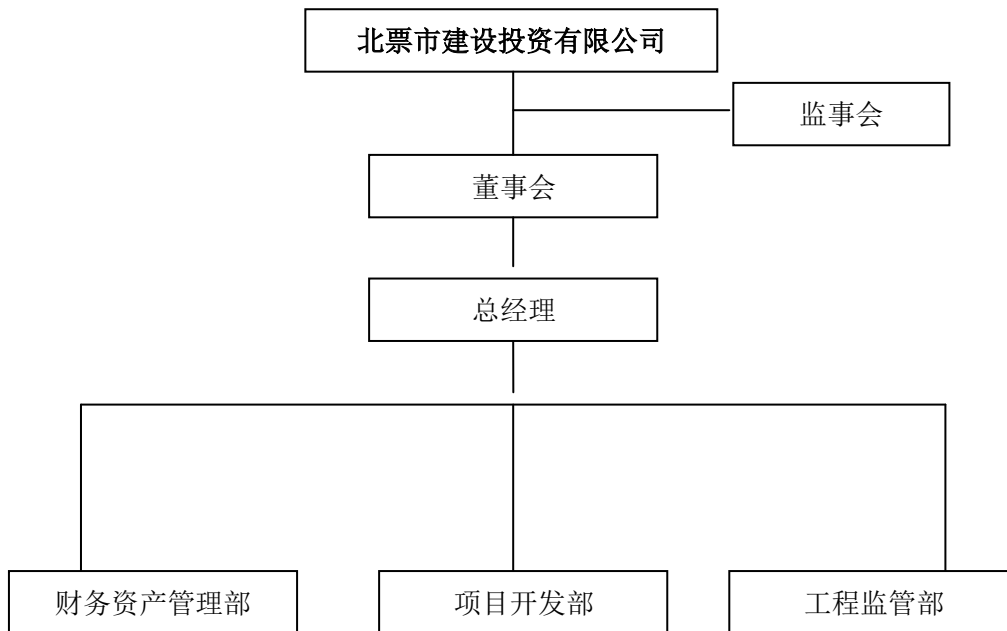 北票市建设投资有限公司
监事会
董事会
总经理
财务资产管理部
项目开发部
工程监管部